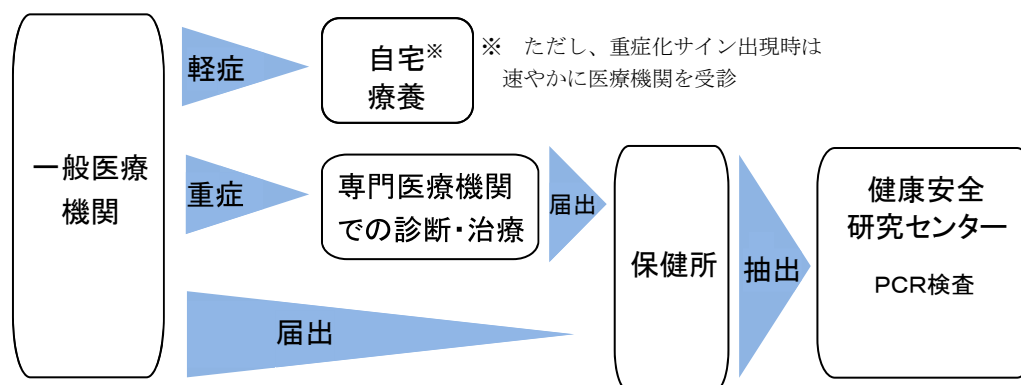 一般医療
機関
軽症
自宅※
療養
※ ただし、重症化サイン出現時は
速やかに医療機関を受診
重症
専門医療機関
での診断・治療
届出
届出
保健所
抽出
健康安全
研究センター
PCR検査